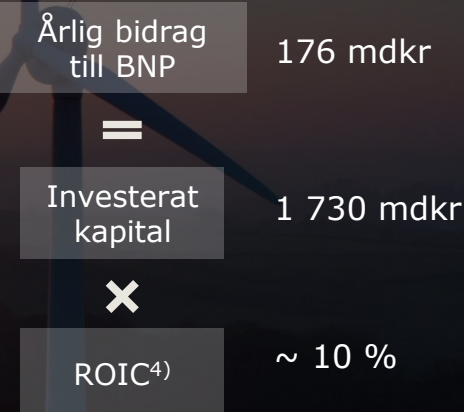 Årlig bidrag
till BNP
176 mdkr
=
Investerat
kapital
1 730 mdkr
×
ROIC⁴⁾
~ 10 %